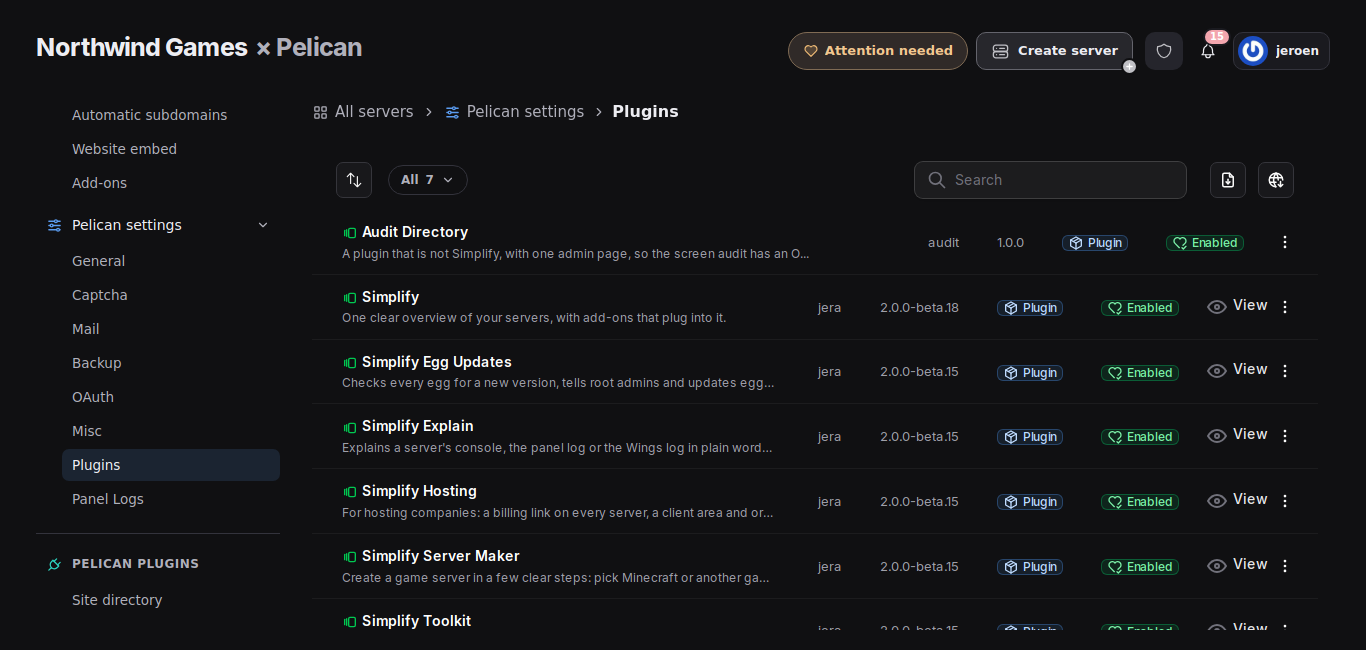 Northwind Games × Pelican
Attention needed
Create server
15
jeroen
Automatic subdomains
Website embed
Add-ons
Pelican settings
General
Captcha
Mail
Backup
OAuth
Misc
Plugins
Panel Logs
PELICAN PLUGINS
Site directory
All servers > Pelican settings > Plugins
All 7
Search
Audit Directory
A plugin that is not Simplify, with one admin page, so the screen audit has an O...
audit 1.0.0 Plugin Enabled
Simplify
One clear overview of your servers, with add-ons that plug into it.
jera 2.0.0-beta.18 Plugin Enabled View
Simplify Egg Updates
Checks every egg for a new version, tells root admins and updates egg...
jera 2.0.0-beta.15 Plugin Enabled View
Simplify Explain
Explains a server's console, the panel log or the Wings log in plain word...
jera 2.0.0-beta.15 Plugin Enabled View
Simplify Hosting
For hosting companies: a billing link on every server, a client area and or...
jera 2.0.0-beta.15 Plugin Enabled View
Simplify Server Maker
Create a game server in a few clear steps: pick Minecraft or another ga...
jera 2.0.0-beta.15 Plugin Enabled View
Simplify Toolkit
jera 2.0.0-beta.15 Plugin Enabled View